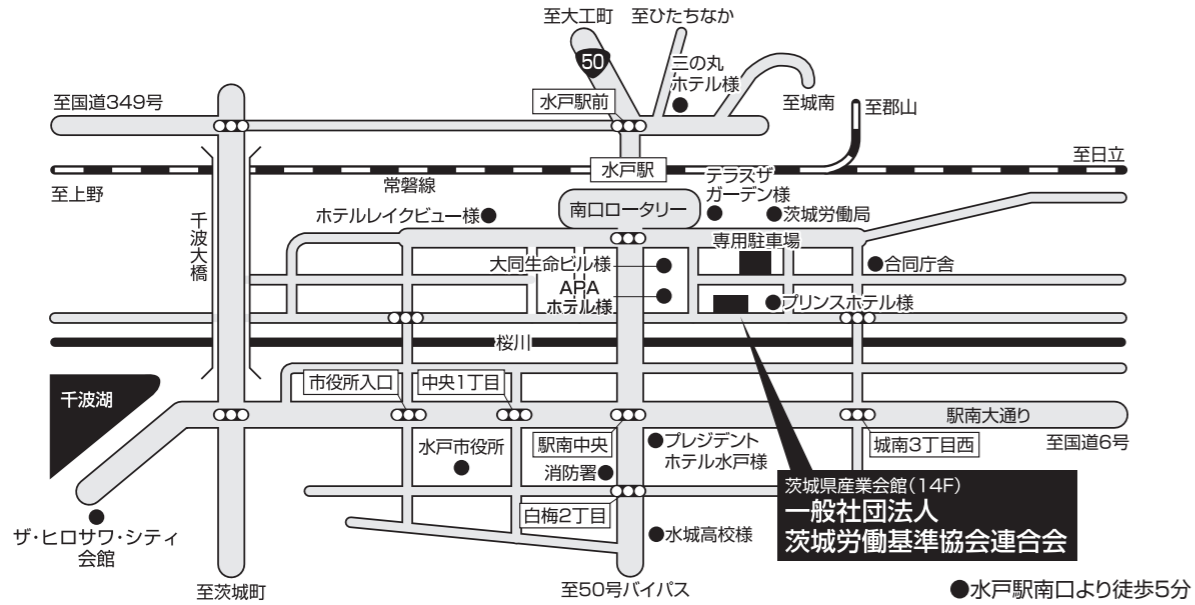 至大工町
至ひたちなか
50
三の丸
ホテル様
至国道349号
水戸駅前
至城南
至郡山
至日立
水戸駅
至上野
常磐線
テラスザ
ガーデン様
千波大橋
ホテルレイクビュー様
南口ロータリー
茨城労働局
専用駐車場
大同生命ビル様
合同庁舎
APA
ホテル様
プリンスホテル様
桜川
千波湖
市役所入口
中央1丁目
駅南大通り
水戸市役所
駅南中央
プレジデント
ホテル水戸様
城南3丁目西
至国道6号
消防署
茨城県産業会館(14F)
一般社団法人
茨城労働基準協会連合会
白梅2丁目
水城高校様
ザ・ヒロサワ・シティ
会館
至茨城町
至50号バイパス
●水戸駅南口より徒歩5分